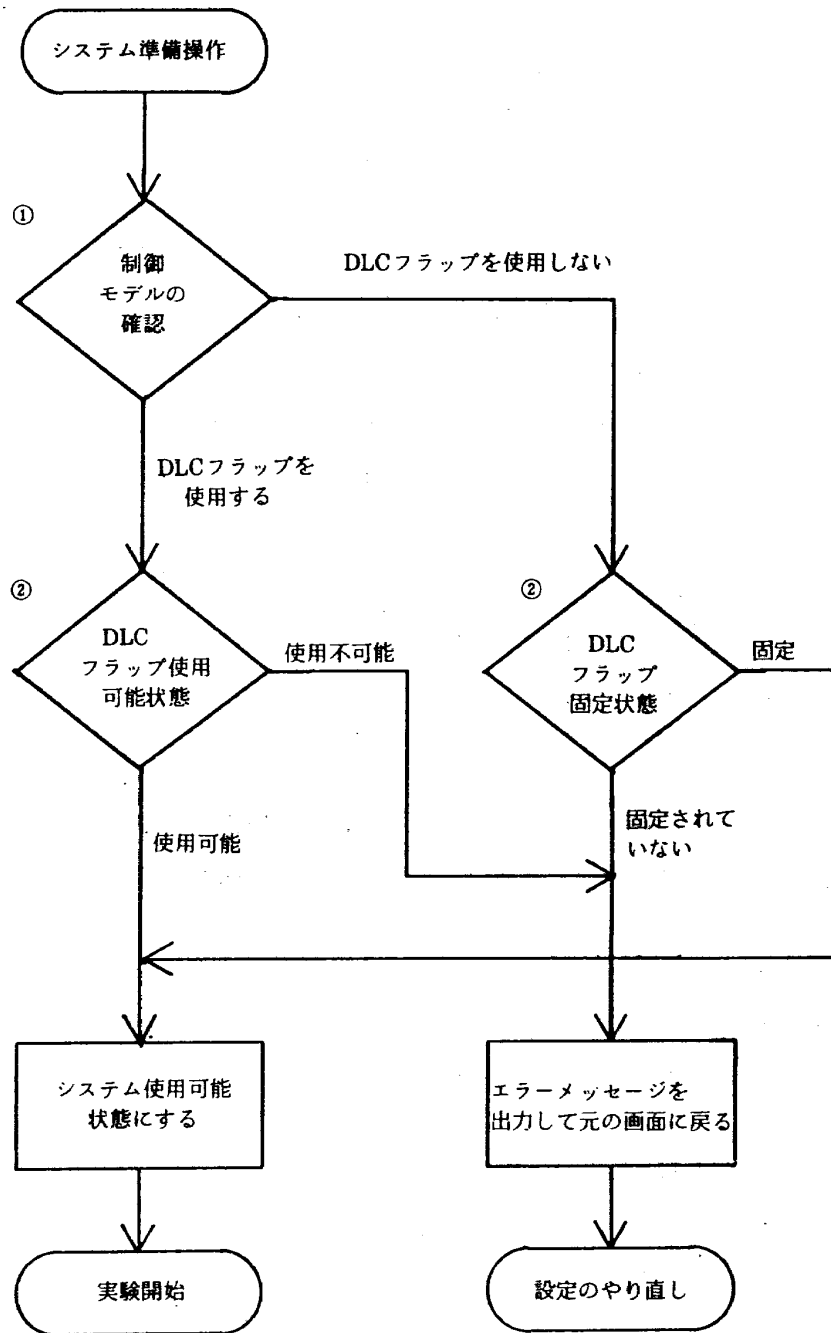 システム準備操作
①
制御
モデルの
確認
DLCフラップを使用しない
DLCフラップを
使用する
②
DLC
フラップ使用
可能状態
使用不可能
②
DLC
フラップ
固定状態
固定
使用可能
固定されて
いない
システム使用可能
状態にする
エラーメッセージを
出力して元の画面に戻る
実験開始
設定のやり直し